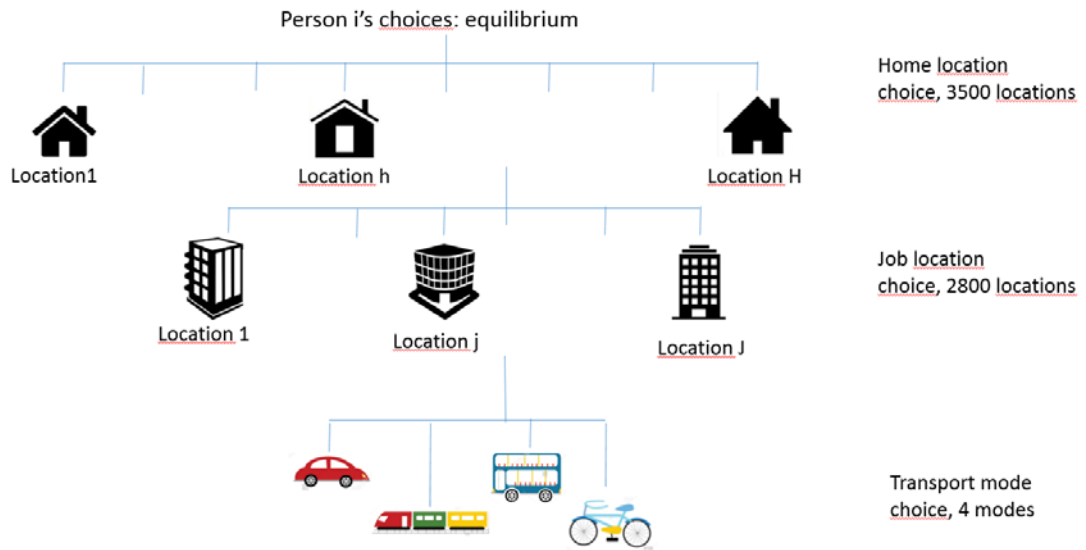 Person i's choices: equilibrium
Home location
choice, 3500 locations
Location1
Location h
Location H
Job location
choice, 2800 locations
Location 1
Location j
Location J
Transport mode
choice, 4 modes